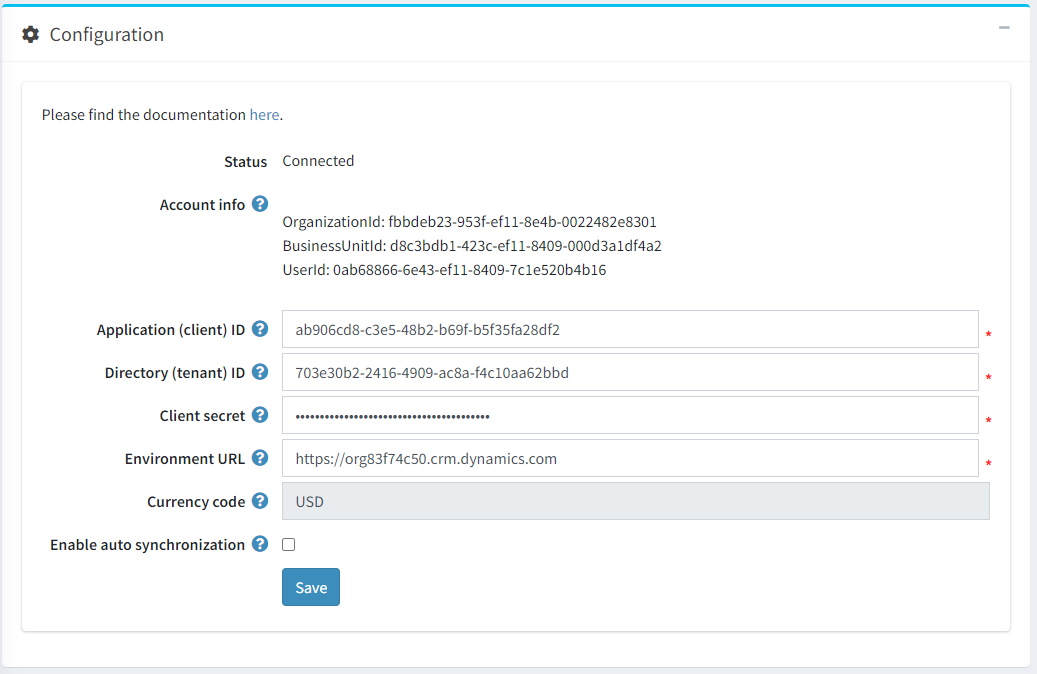 Configuration
Please find the documentation here.
Status Connected
Account info
OrganizationId: fbbdeb23-953f-ef11-8e4b-0022482e8301
BusinessUnitId: d8c3bdb1-423c-ef11-8409-000d3a1df4a2
UserId: 0ab68866-6e43-ef11-8409-7c1e520b4b16
Application (client) ID ab906cd8-c3e5-48b2-b69f-b5f35fa28df2 *
Directory (tenant) ID 703e30b2-2416-4909-ac8a-f4c10aa62bbd *
Client secret •••••••••••••••••••••••••••••••••••••••• *
Environment URL https://org83f74c50.crm.dynamics.com *
Currency code USD
Enable auto synchronization
Save